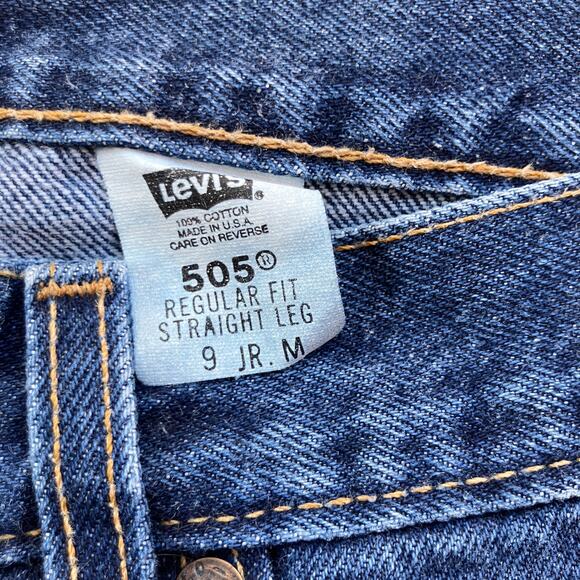 Levi's®
100% COTTON
MADE IN U.S.A.
CARE ON REVERSE
505®
REGULAR FIT
STRAIGHT LEG
9 JR. M